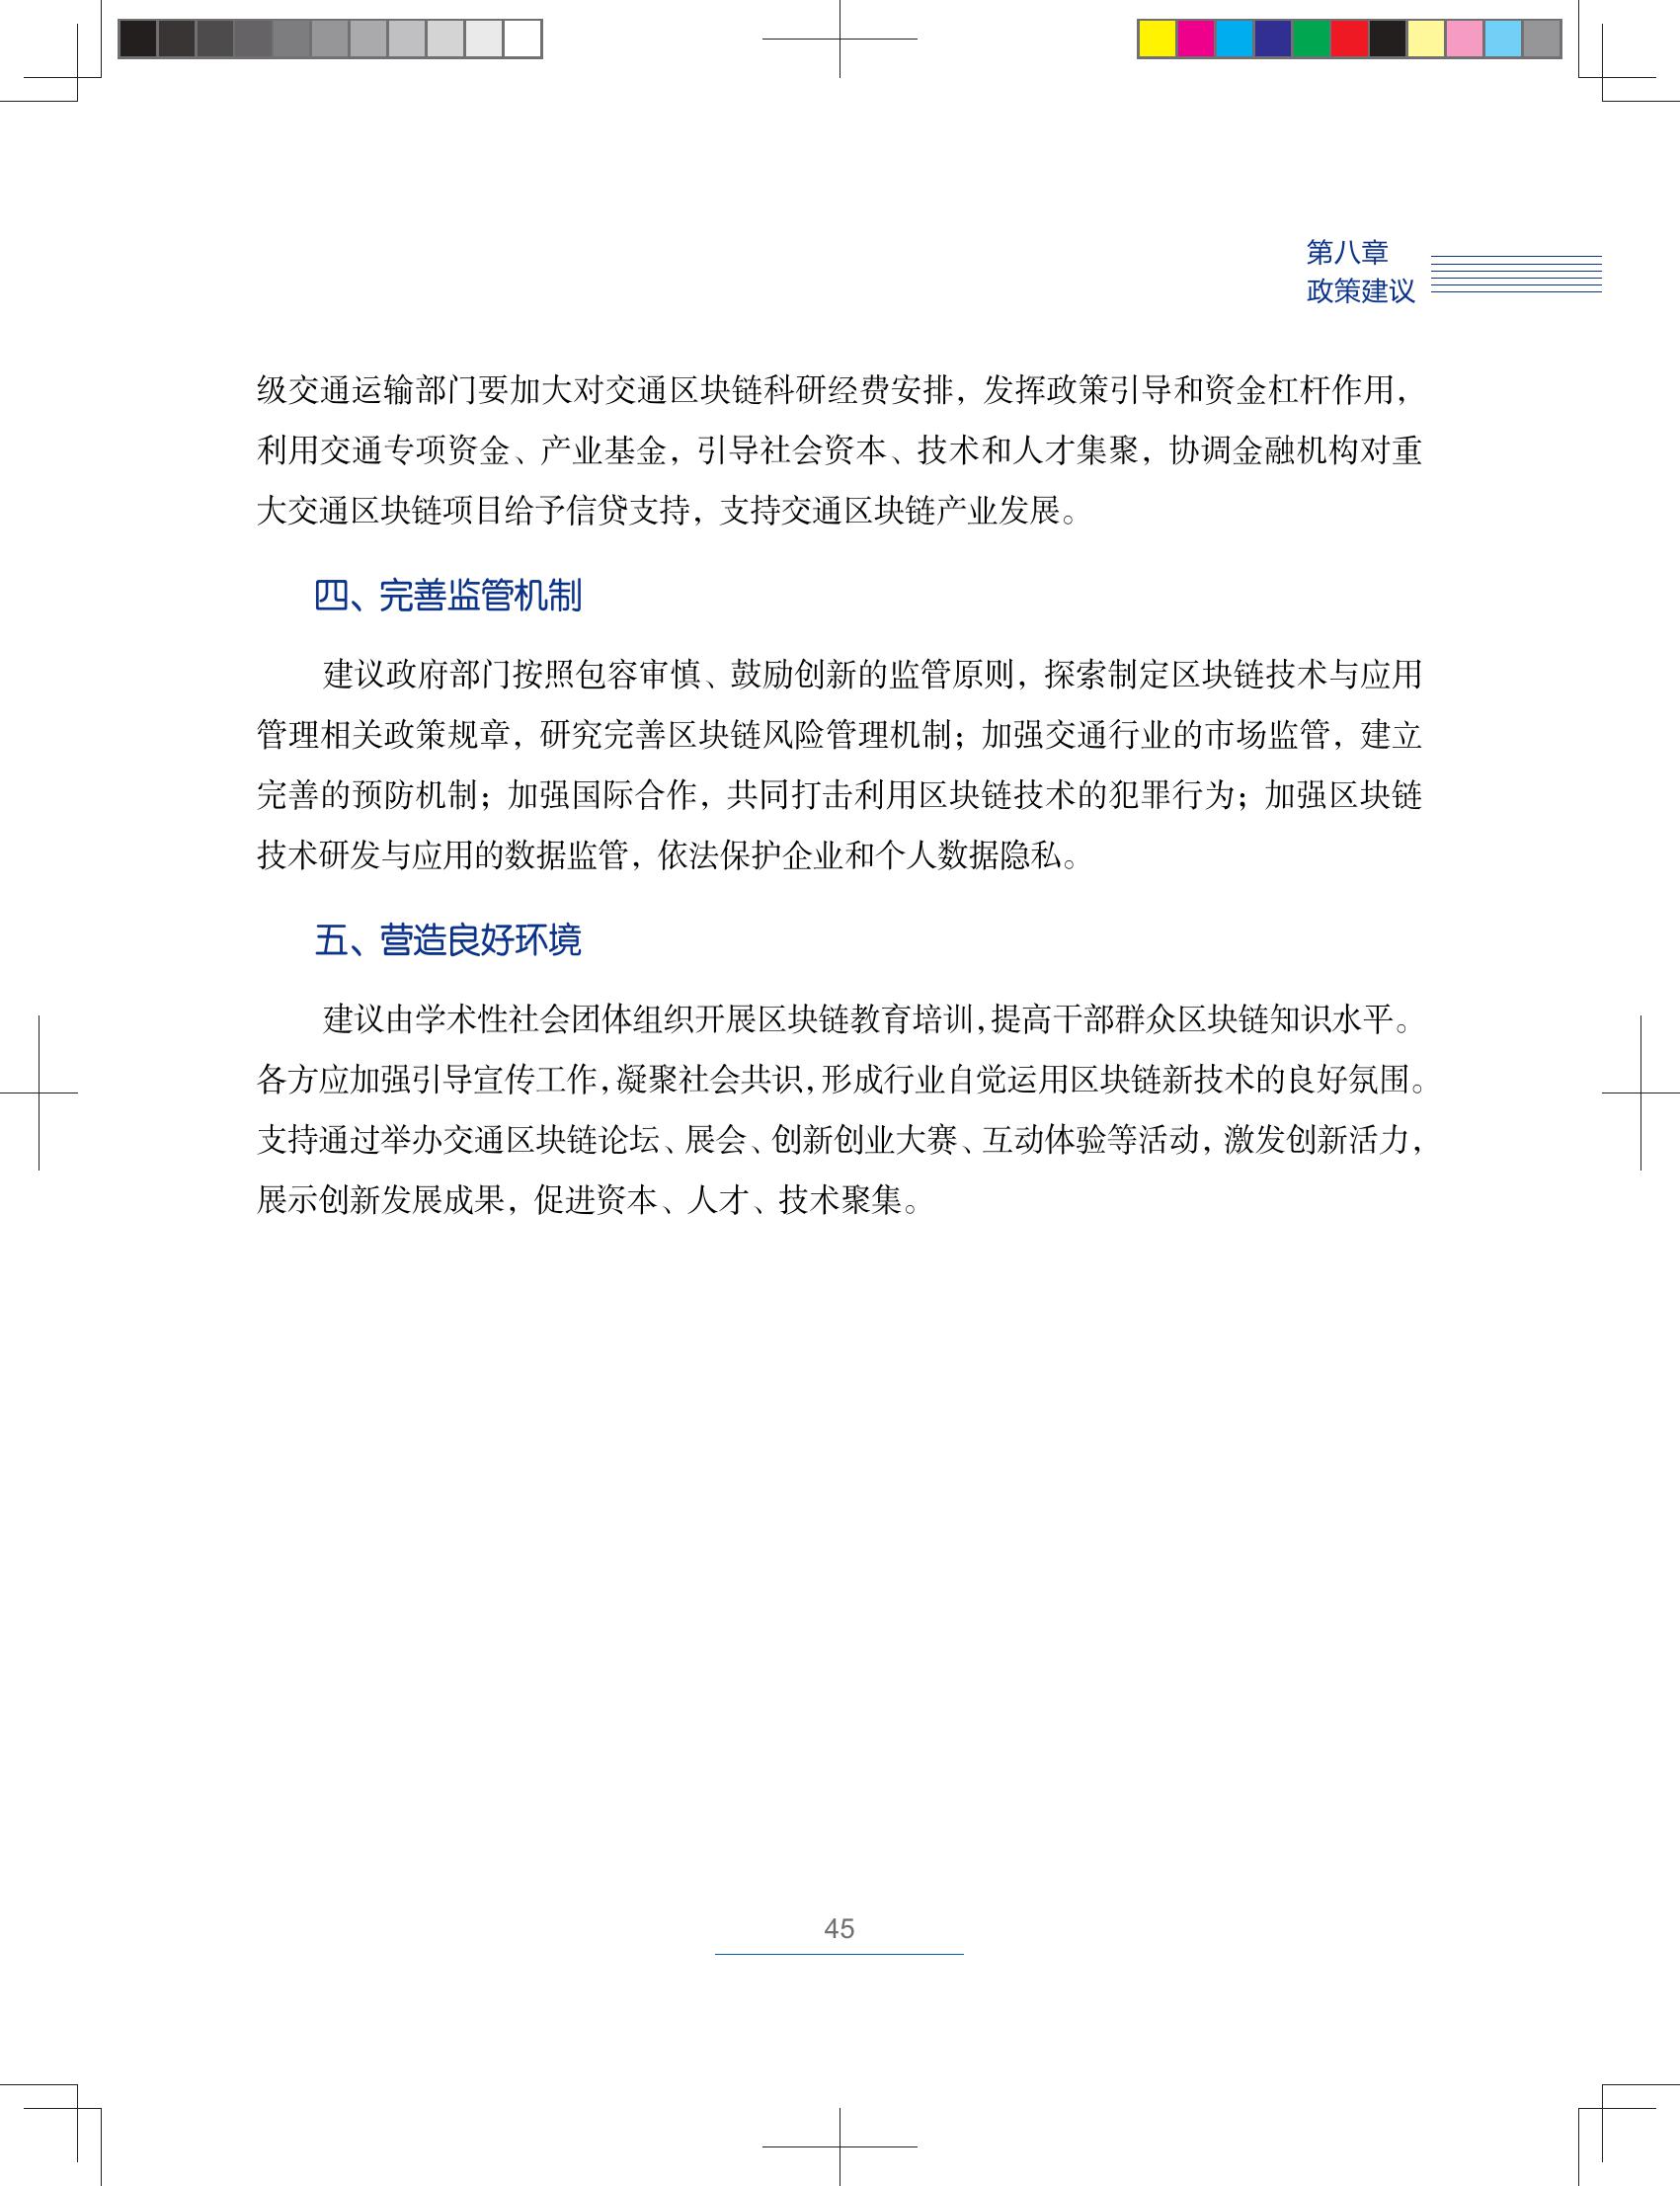 第八章
政策建议
级交通运输部门要加大对交通区块链科研经费安排，发挥政策引导和资金杠杆作用，
利用交通专项资金、产业基金，引导社会资本、技术和人才集聚，协调金融机构对重
大交通区块链项目给予信贷支持，支持交通区块链产业发展。
四、完善监管机制
建议政府部门按照包容审慎、鼓励创新的监管原则，探索制定区块链技术与应用
管理相关政策规章，研究完善区块链风险管理机制；加强交通行业的市场监管，建立
完善的预防机制；加强国际合作，共同打击利用区块链技术的犯罪行为；加强区块链
技术研发与应用的数据监管，依法保护企业和个人数据隐私。
五、营造良好环境
建议由学术性社会团体组织开展区块链教育培训，提高干部群众区块链知识水平。
各方应加强引导宣传工作，凝聚社会共识，形成行业自觉运用区块链新技术的良好氛围。
支持通过举办交通区块链论坛、展会、创新创业大赛、互动体验等活动，激发创新活力，
展示创新发展成果，促进资本、人才、技术聚集。
45